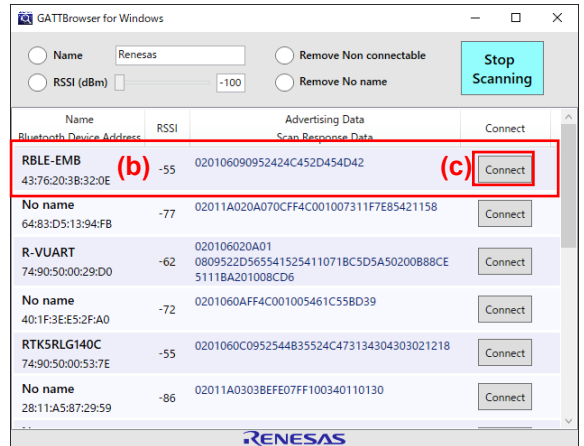 GATTBrowser for Windows
Name Renesas Remove Non connectable
RSSI (dBm) -100 Remove No name
Stop
Scanning
Name
Bluetooth Device Address
RSSI
Advertising Data
Scan Response Data
Connect
RBLE-EMB
43:76:20:3B:32:0E
(b)
-55
020106090952424C452D454D42
(c)
Connect
No name
64:83:D5:13:94:FB
-77
02011A020A070CFF4C001007311F7E85421158
Connect
R-VUART
74:90:50:00:29:D0
-62
020106020A01
0809522D565541525411071BC5D5A50200B88CE
5111BA201008CD6
Connect
No name
40:1F:3E:E5:2F:A0
-72
0201060AFF4C001005461C55BD39
Connect
RTK5RLG140C
74:90:50:00:53:7E
-55
0201060C0952544B35524C473134304303021218
Connect
No name
28:11:A5:87:29:59
-86
02011A0303BEFE07FF100340110130
Connect
RENESAS